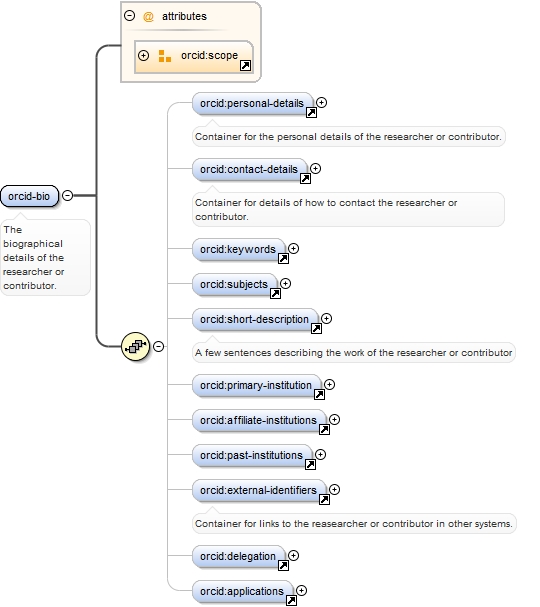 attributes
orcid:scope
orcid:personal-details
Container for the personal details of the researcher or contributor.
orcid:contact-details
Container for details of how to contact the researcher or
contributor.
orcid-bio
The
biographical
details of the
researcher or
contributor.
orcid:keywords
orcid:subjects
orcid:short-description
A few sentences describing the work of the researcher or contributor
orcid:primary-institution
orcid:affiliate-institutions
orcid:past-institutions
orcid:external-identifiers
Container for links to the reasearcher or contributor in other systems.
orcid:delegation
orcid:applications